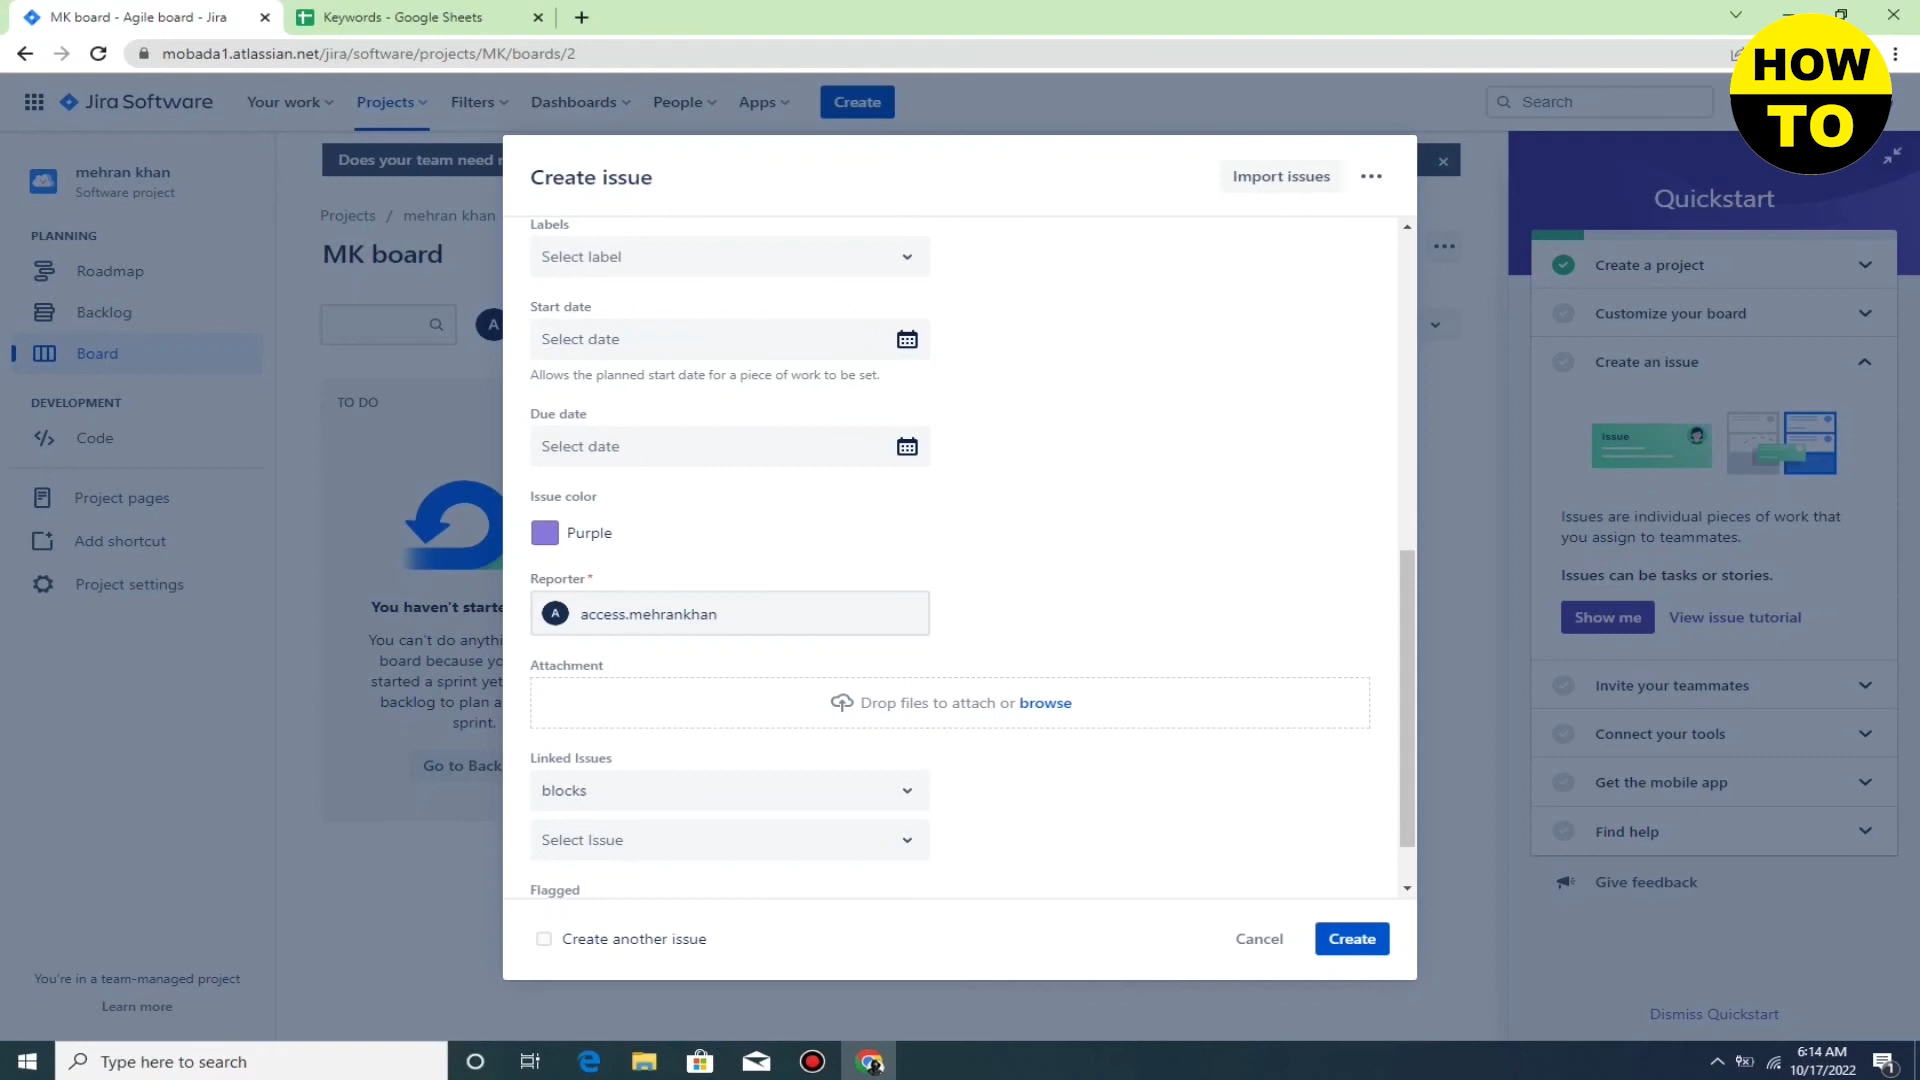 MK board - Agile board - Jira
Keywords - Google Sheets
mobada1.atlassian.net/jira/software/projects/MK/boards/2
HOW
TO
Jira Software
Your work
Projects
Filters
Dashboards
People
Apps
Create
Search
mehran khan
Software project
PLANNING
Roadmap
Backlog
Board
DEVELOPMENT
Code
Project pages
Add shortcut
Project settings
You're in a team-managed project
Learn more
Does your team need
Projects / mehran khan
MK board
A
TO DO
You haven't starte
You can't do anythi
board because yo
started a sprint yet
backlog to plan a
sprint.
Go to Back
Create issue
Import issues
Labels
Select label
Start date
Select date
Allows the planned start date for a piece of work to be set.
Due date
Select date
Issue color
Purple
Reporter*
A
access.mehrankhan
Attachment
Drop files to attach or browse
Linked Issues
blocks
Select Issue
Flagged
Create another issue
Cancel
Create
Quickstart
Create a project
Customize your board
Create an issue
Issue
Issues are individual pieces of work that
you assign to teammates.
Issues can be tasks or stories.
Show me
View issue tutorial
Invite your teammates
Connect your tools
Get the mobile app
Find help
Give feedback
Dismiss Quickstart
Type here to search
6:14 AM
10/17/2022
1